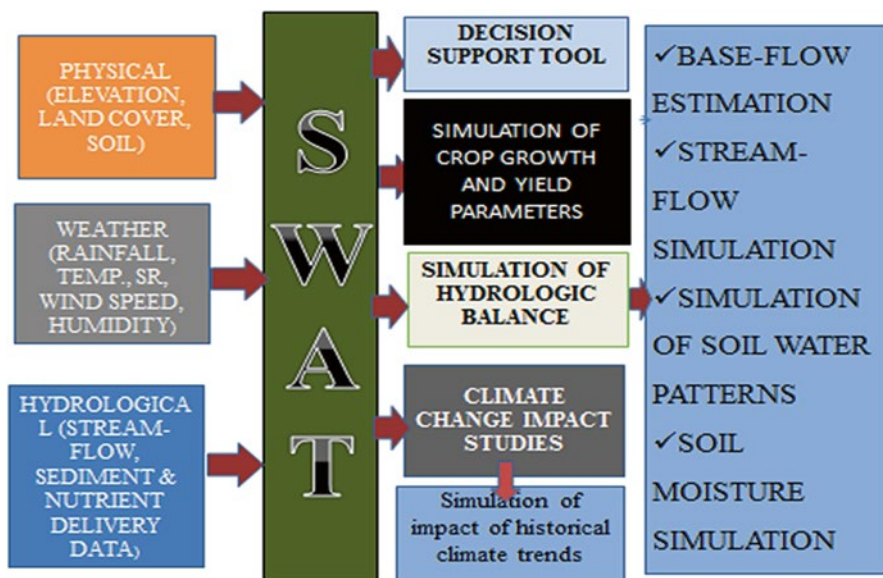 PHYSICAL
(ELEVATION,
LAND COVER,
SOIL)
WEATHER
(RAINFALL,
TEMP., SR,
WIND SPEED,
HUMIDITY)
HYDROLOGICA
L (STREAM-
FLOW,
SEDIMENT &
NUTRIENT
DELIVERY
DATA)
S
W
A
T
DECISION
SUPPORT TOOL
SIMULATION OF
CROP GROWTH
AND YIELD
PARAMETERS
SIMULATION OF
HYDROLOGIC
BALANCE
CLIMATE
CHANGE IMPACT
STUDIES
Simulation of
impact of historical
climate trends
✓BASE-FLOW
ESTIMATION
✓STREAM-
FLOW
SIMULATION
✓SIMULATION
OF SOIL WATER
PATTERNS
✓SOIL
MOISTURE
SIMULATION